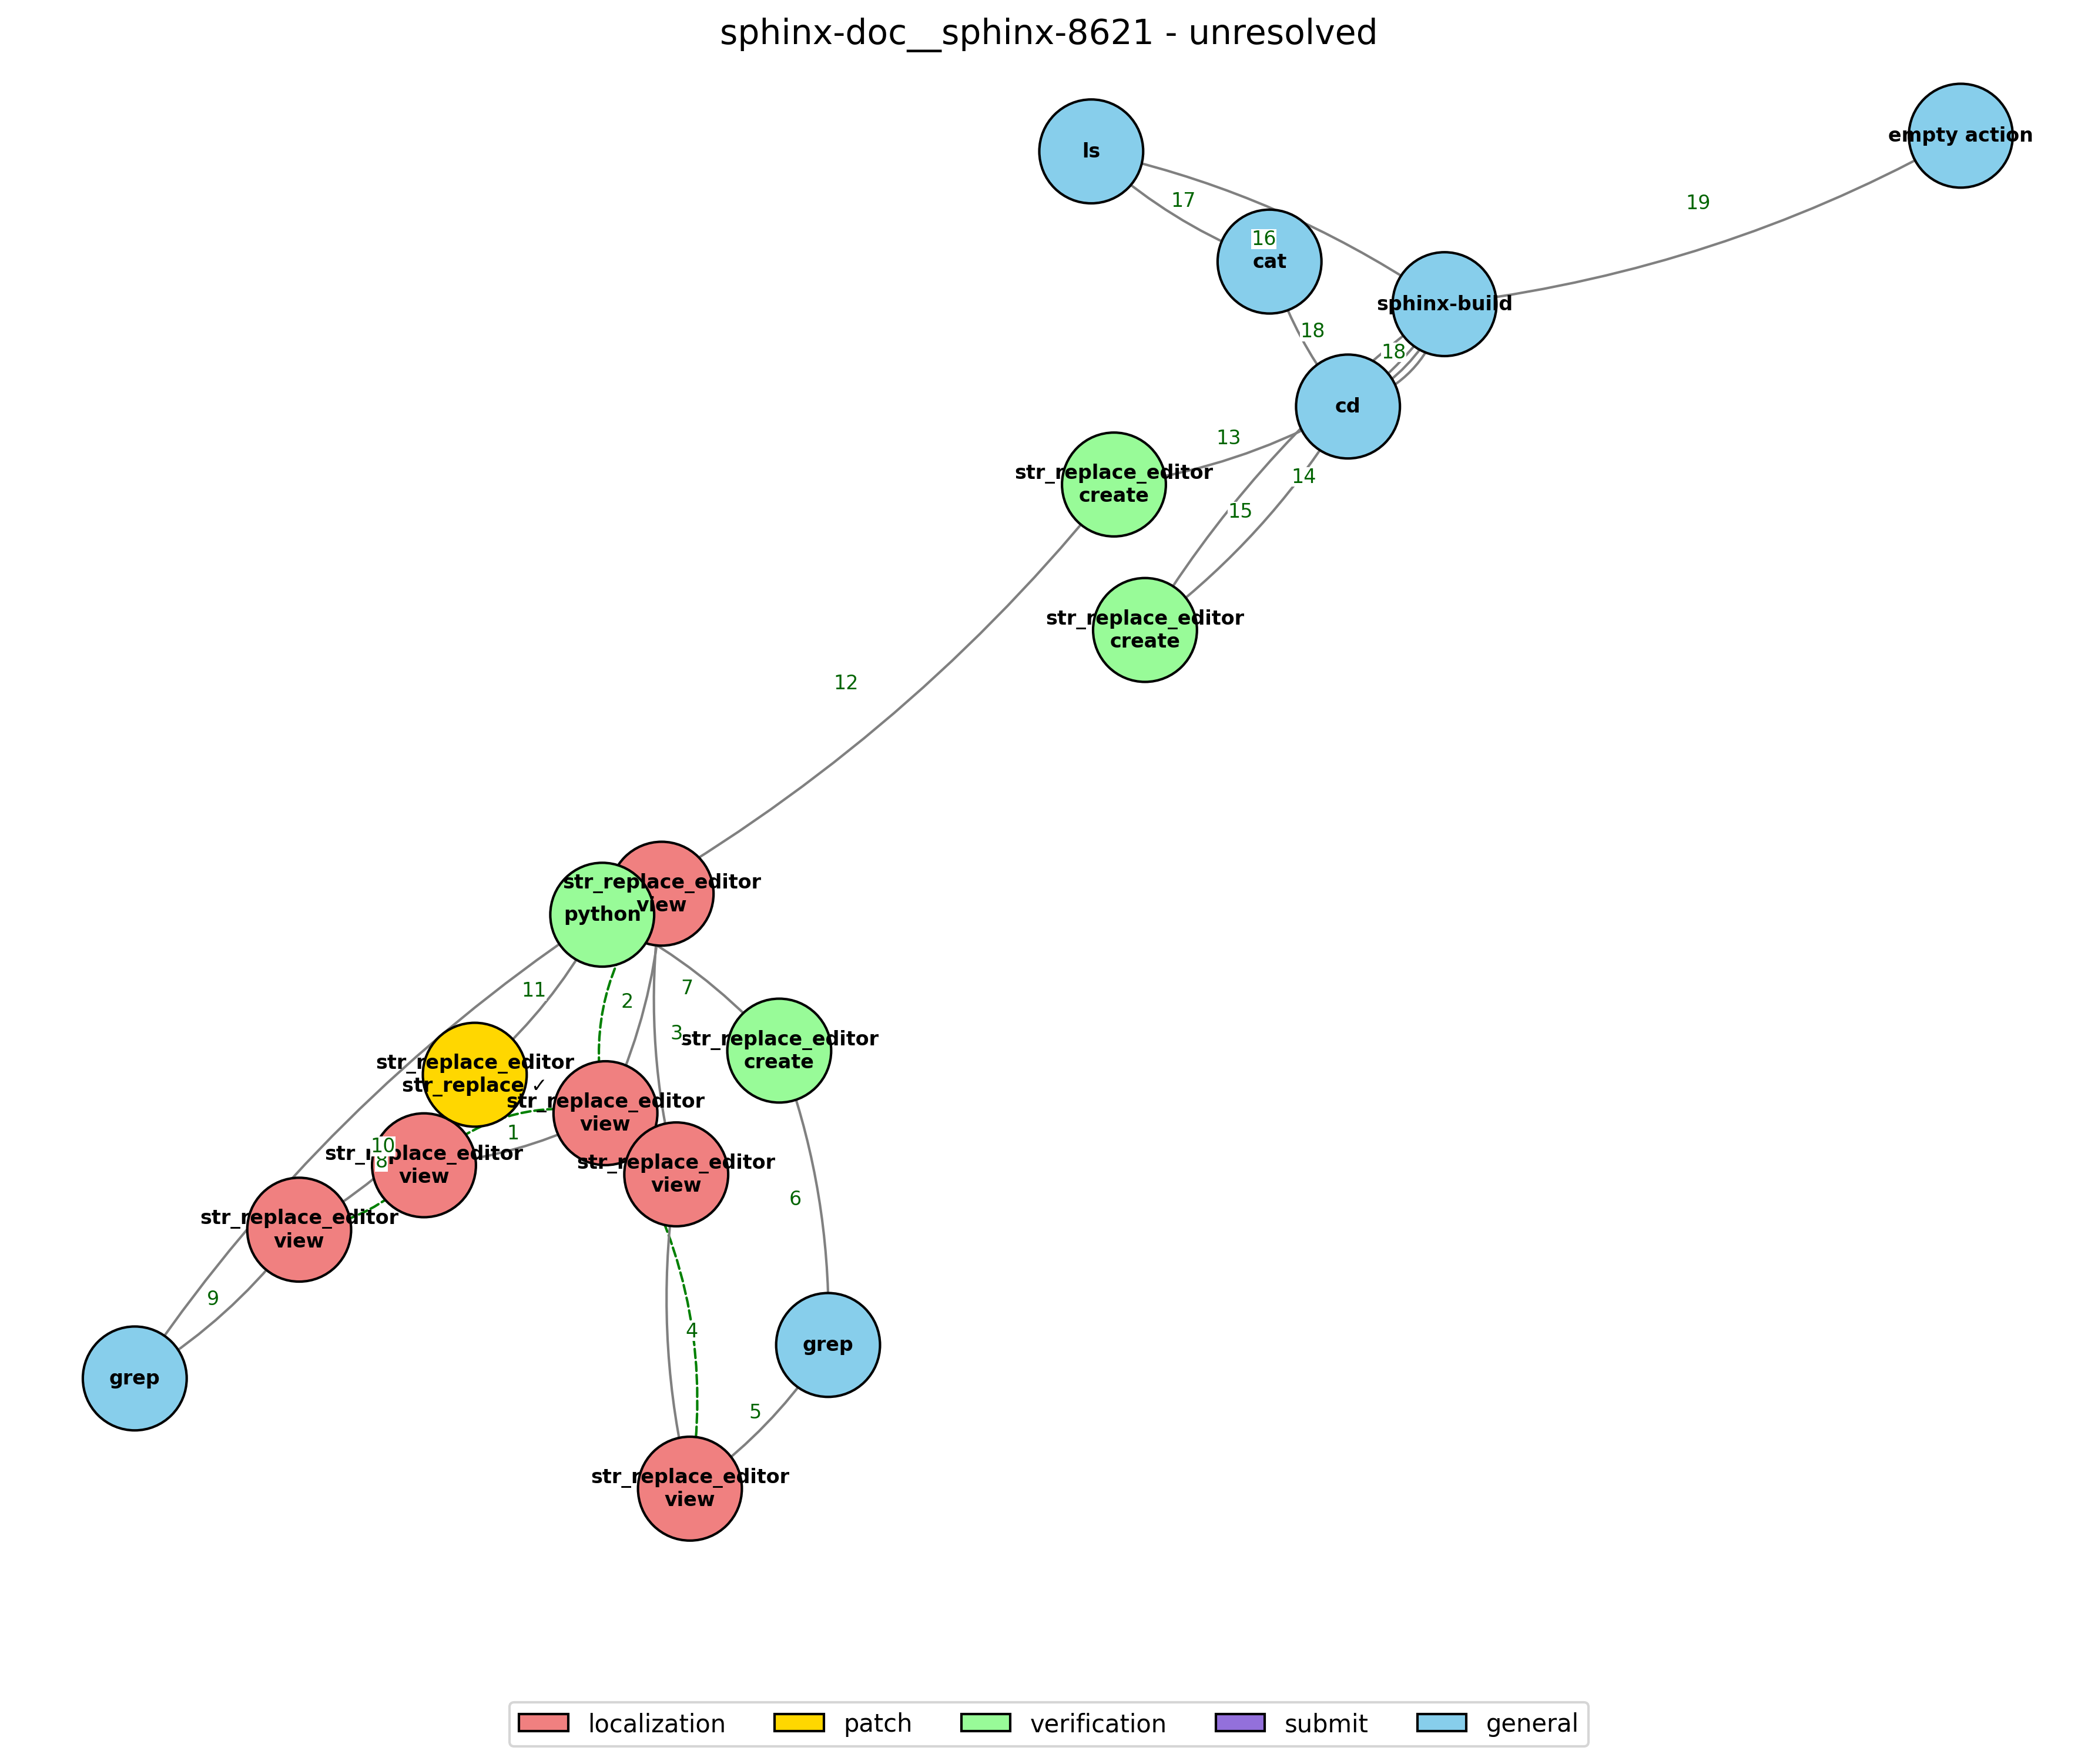 sphinx-doc__sphinx-8621 - unresolved
ls
empty action
17
19
16
cat
sphinx-build
18
18
cd
13
str_replace_editor
create
14
15
str_replace_editor
create
12
str_replace_editor
view
python
11
2
7
3
str_replace_editor
create
str_replace_editor
str_replace ✓
str_replace_editor
view
1
10
8
str_replace_editor
view
str_replace_editor
view
6
str_replace_editor
view
9
4
grep
grep
5
str_replace_editor
view
localization
patch
verification
submit
general